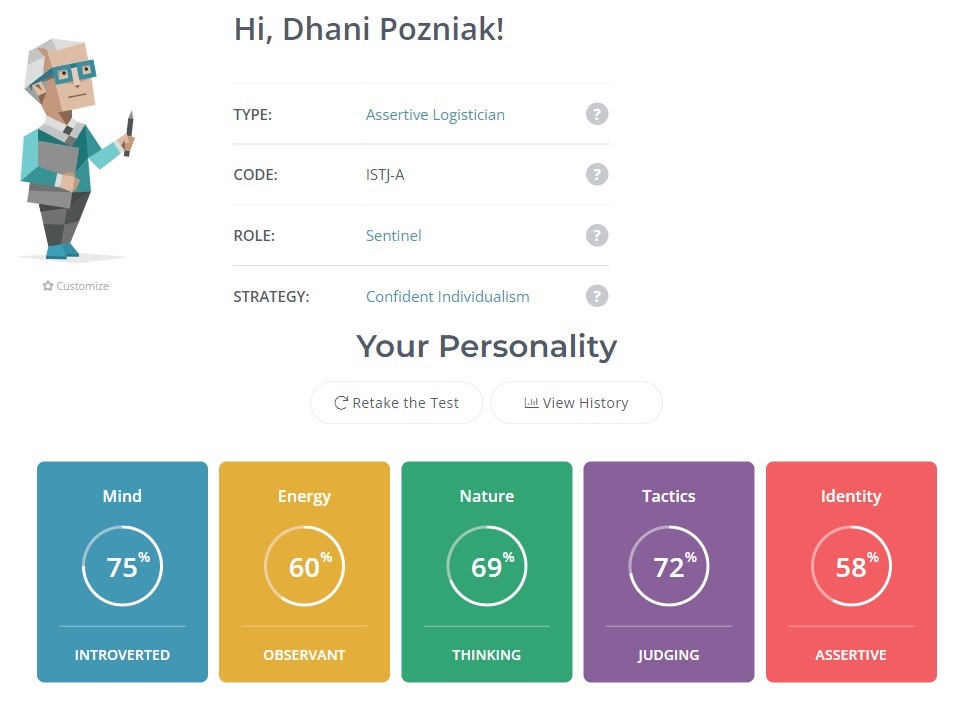 Hi, Dhani Pozniak!
TYPE: Assertive Logistician ?
CODE: ISTJ-A ?
ROLE: Sentinel ?
STRATEGY: Confident Individualism ?
Customize
Your Personality
Retake the Test View History
Mind Energy Nature Tactics Identity
75% 60% 69% 72% 58%
INTROVERTED OBSERVANT THINKING JUDGING ASSERTIVE